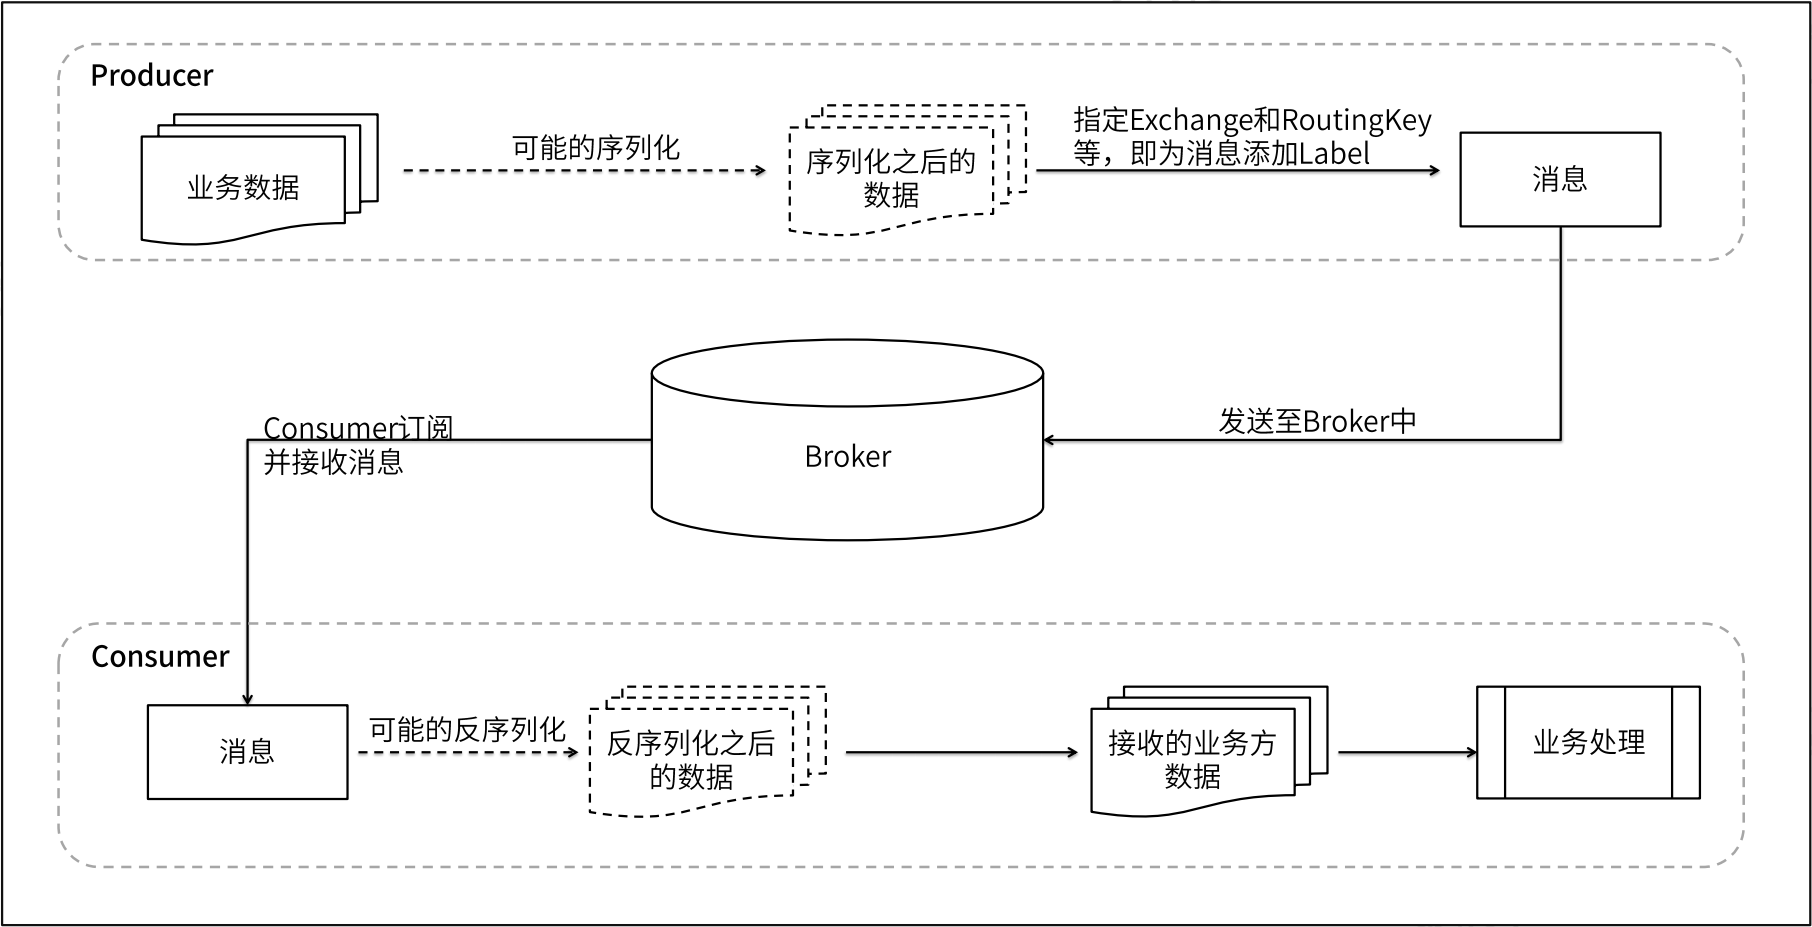 Producer
业务数据
可能的序列化
序列化之后的
数据
指定Exchange和RoutingKey
等，即为消息添加Label
消息
发送至Broker中
Broker
Consumer订阅
并接收消息
Consumer
消息
可能的反序列化
反序列化之后
的数据
接收的业务方
数据
业务处理